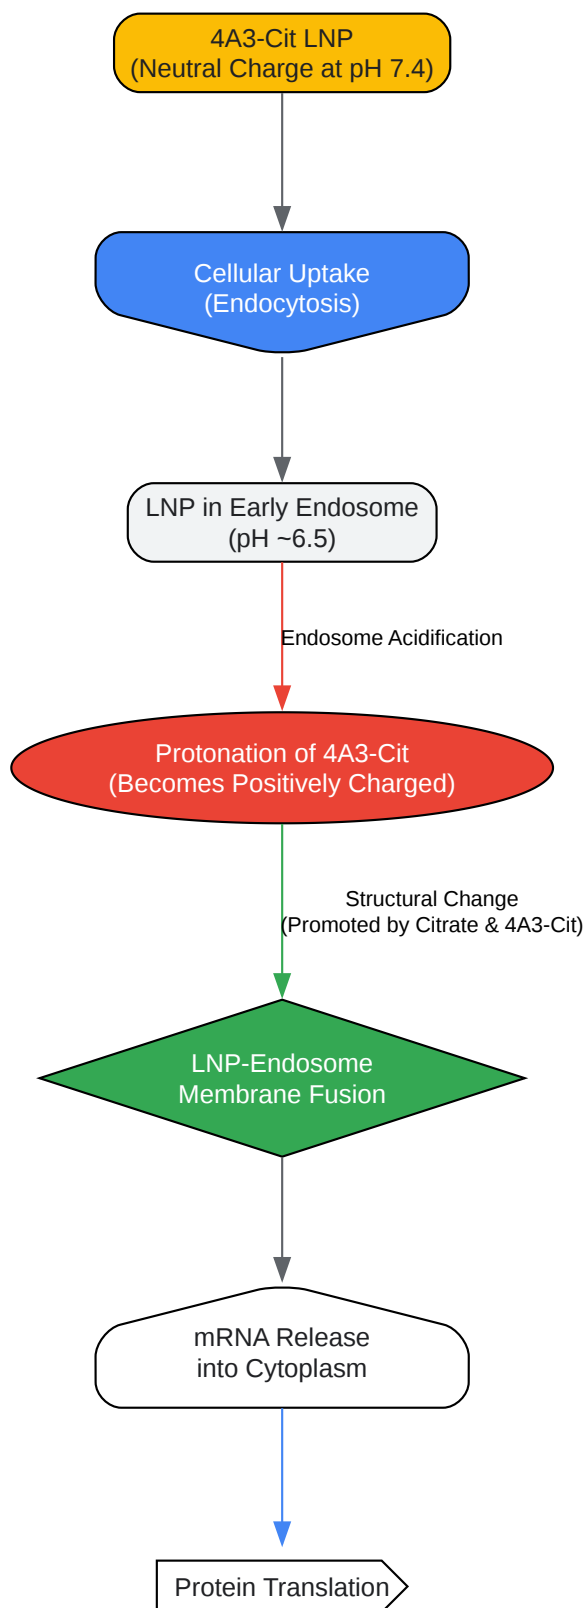 4A3-Cit LNP
(Neutral Charge at pH 7.4)
Cellular Uptake
(Endocytosis)
LNP in Early Endosome
(pH ~6.5)
Endosome Acidification
Protonation of 4A3-Cit
(Becomes Positively Charged)
Structural Change
(Promoted by Citrate & 4A3-Cit)
LNP-Endosome
Membrane Fusion
mRNA Release
into Cytoplasm
Protein Translation